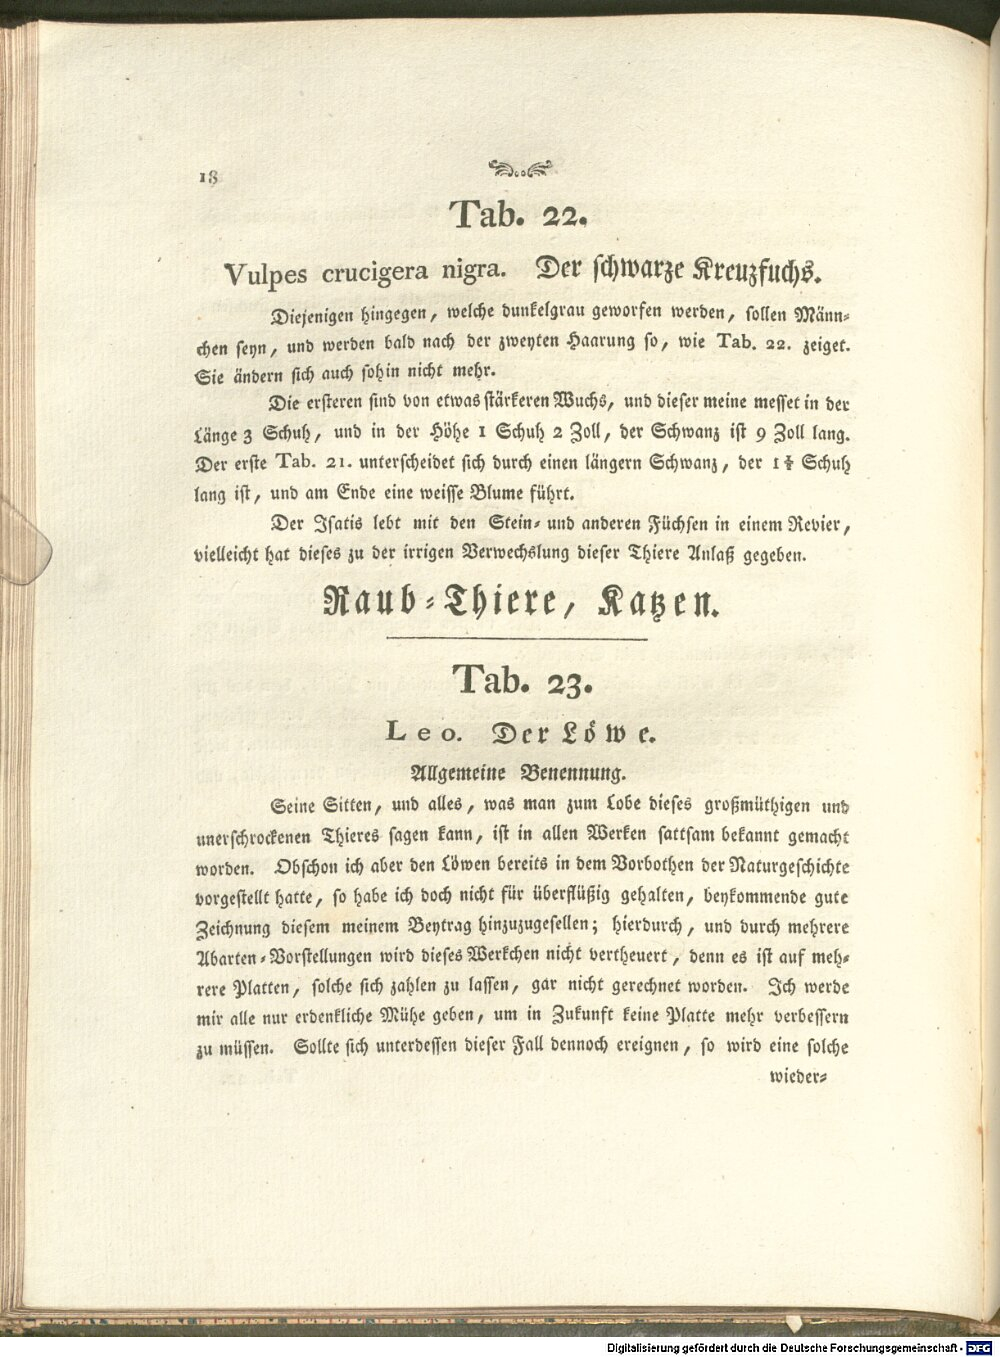 18
Tab. 22.
Vulpes crucigera nigra. Der schwarze Kreuzfuchs.
Diejenigen hingegen, welche dunkelgrau geworfen werden, sollen Männ-
chen seyn, und werden bald nach der zweyten Haarung so, wie Tab. 22. zeiget.
Sie ändern sich auch sohin nicht mehr.
Die ersteren sind von etwas stärkeren Wuchs, und dieser meine messet in der
Länge 3 Schuh, und in der Höhe 1 Schuh 2 Zoll, der Schwanz ist 9 Zoll lang.
Der erste Tab. 21. unterscheidet sich durch einen längern Schwanz, der 1 Schuh
lang ist, und am Ende eine weisse Blume führt.
Der Isatis lebt mit den Stein- und anderen Füchsen in einem Revier,
vielleicht hat dieses zu der irrigen Verwechslung dieser Thiere Anlaß gegeben.
Raub-Thiere, Katzen.
Tab. 23.
Leo. Der Löwe.
Allgemeine Benennung.
Seine Sitten, und alles, was man zum Lobe dieses großmüthigen und
unerschrockenen Thieres sagen kann, ist in allen Werken sattsam bekannt gemacht
worden. Obschon ich aber den Löwen bereits in dem Vorbothen der Naturgeschichte
vorgestellt hatte, so habe ich doch nicht für überflüßig gehalten, beykommende gute
Zeichnung diesem meinem Beytrag hinzuzugesellen; hierdurch, und durch mehrere
Abarten-Vorstellungen wird dieses Werkchen nicht vertheuert, denn es ist auf meh-
rere Platten, solche sich zahlen zu lassen, gar nicht gerechnet worden. Ich werde
mir alle nur erdenkliche Mühe geben, um in Zukunft keine Platte mehr verbessern
zu müssen. Sollte sich unterdessen dieser Fall dennoch ereignen, so wird eine solche
wieder-
Digitalisierung gefördert durch die Deutsche Forschungsgemeinschaft - DFG